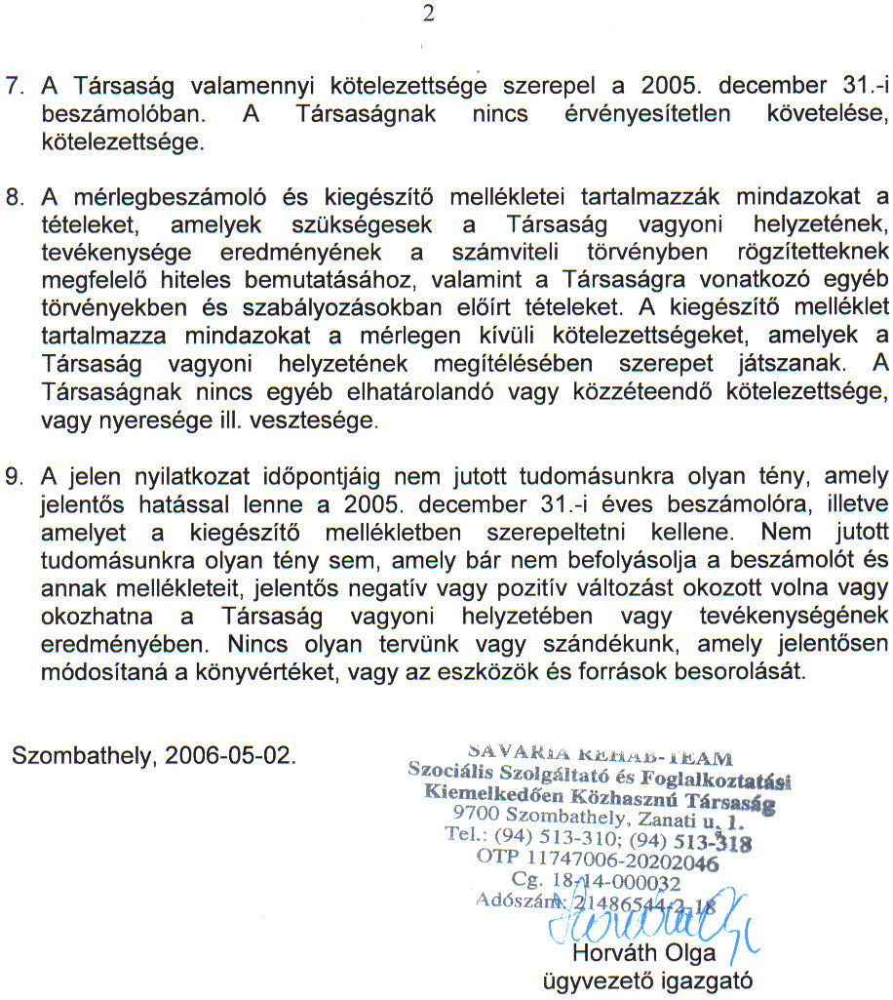 2
7. A Társaság valamennyi kötelezettsége szerepel a 2005. december 31.-i
beszámolóban. A Társaságnak nincs érvényesítetlen követelése,
kötelezettsége.
8. A mérlegbeszámoló és kiegészítő mellékletei tartalmazzák mindazokat a
tételeket, amelyek szükségesek a Társaság vagyoni helyzetének,
tevékenysége eredményének a számviteli törvényben rögzítetteknek
megfelelő hiteles bemutatásához, valamint a Társaságra vonatkozó egyéb
törvényekben és szabályozásokban előírt tételeket. A kiegészítő melléklet
tartalmazza mindazokat a mérlegen kívüli kötelezettségeket, amelyek a
Társaság vagyoni helyzetének megítélésében szerepet játszanak. A
Társaságnak nincs egyéb elhatárolandó vagy közzéteendő kötelezettsége,
vagy nyeresége ill. vesztesége.
9. A jelen nyilatkozat időpontjáig nem jutott tudomásunkra olyan tény, amely
jelentős hatással lenne a 2005. december 31.-i éves beszámolóra, illetve
amelyet a kiegészítő mellékletben szerepeltetni kellene. Nem jutott
tudomásunkra olyan tény sem, amely bár nem befolyásolja a beszámolót és
annak mellékleteit, jelentős negatív vagy pozitív változást okozott volna vagy
okozhatna a Társaság vagyoni helyzetében vagy tevékenységének
eredményében. Nincs olyan tervünk vagy szándékunk, amely jelentősen
módosítaná a könyvértéket, vagy az eszközök és források besorolását.
Szombathely, 2006-05-02.
SAVARIA REHAB-TEAM
Szociális Szolgáltató és Foglalkoztatási
Kiemelkedően Közhasznú Társaság
9700 Szombathely, Zanati u. 1.
Tel.: (94) 513-310; (94) 513-318
OTP 11747006-20202046
Cg. 18-14-000032
Adószám: 21486544-2-18
Horváth Olga
ügyvezető igazgató